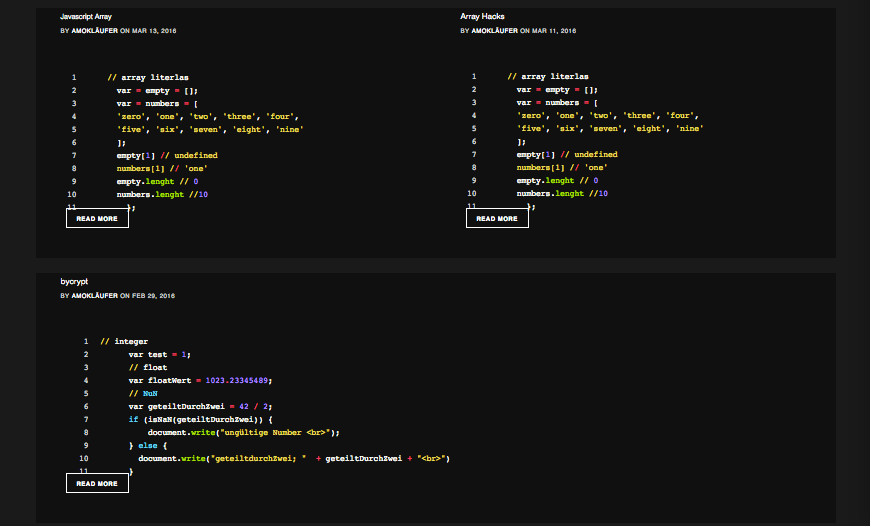 Javascript Array
BY AMOKLÄUFER ON MAR 13, 2016
1 // array literlas
2 var = empty = [];
3 var = numbers = [
4 'zero', 'one', 'two', 'three', 'four',
5 'five', 'six', 'seven', 'eight', 'nine'
6 ];
7 empty[1] // undefined
8 numbers[1] // 'one'
9 empty.lenght // 0
10 numbers.lenght //10
11 };
READ MORE
Array Hacks
BY AMOKLÄUFER ON MAR 11, 2016
1 // array literlas
2 var = empty = [];
3 var = numbers = [
4 'zero', 'one', 'two', 'three', 'four',
5 'five', 'six', 'seven', 'eight', 'nine'
6 ];
7 empty[1] // undefined
8 numbers[1] // 'one'
9 empty.lenght // 0
10 numbers.lenght //10
11 };
READ MORE
bycrypt
BY AMOKLÄUFER ON FEB 29, 2016
1 // integer
2 var test = 1;
3 // float
4 var floatWert = 1023.23345489;
5 // NuN
6 var geteiltDurchZwei = 42 / 2;
7 if (isNaN(geteiltDurchZwei)) {
8 document.write("ungültige Number <br>");
9 } else {
10 document.write("geteiltdurchZwei; " + geteiltDurchZwei + "<br>")
11 }
READ MORE